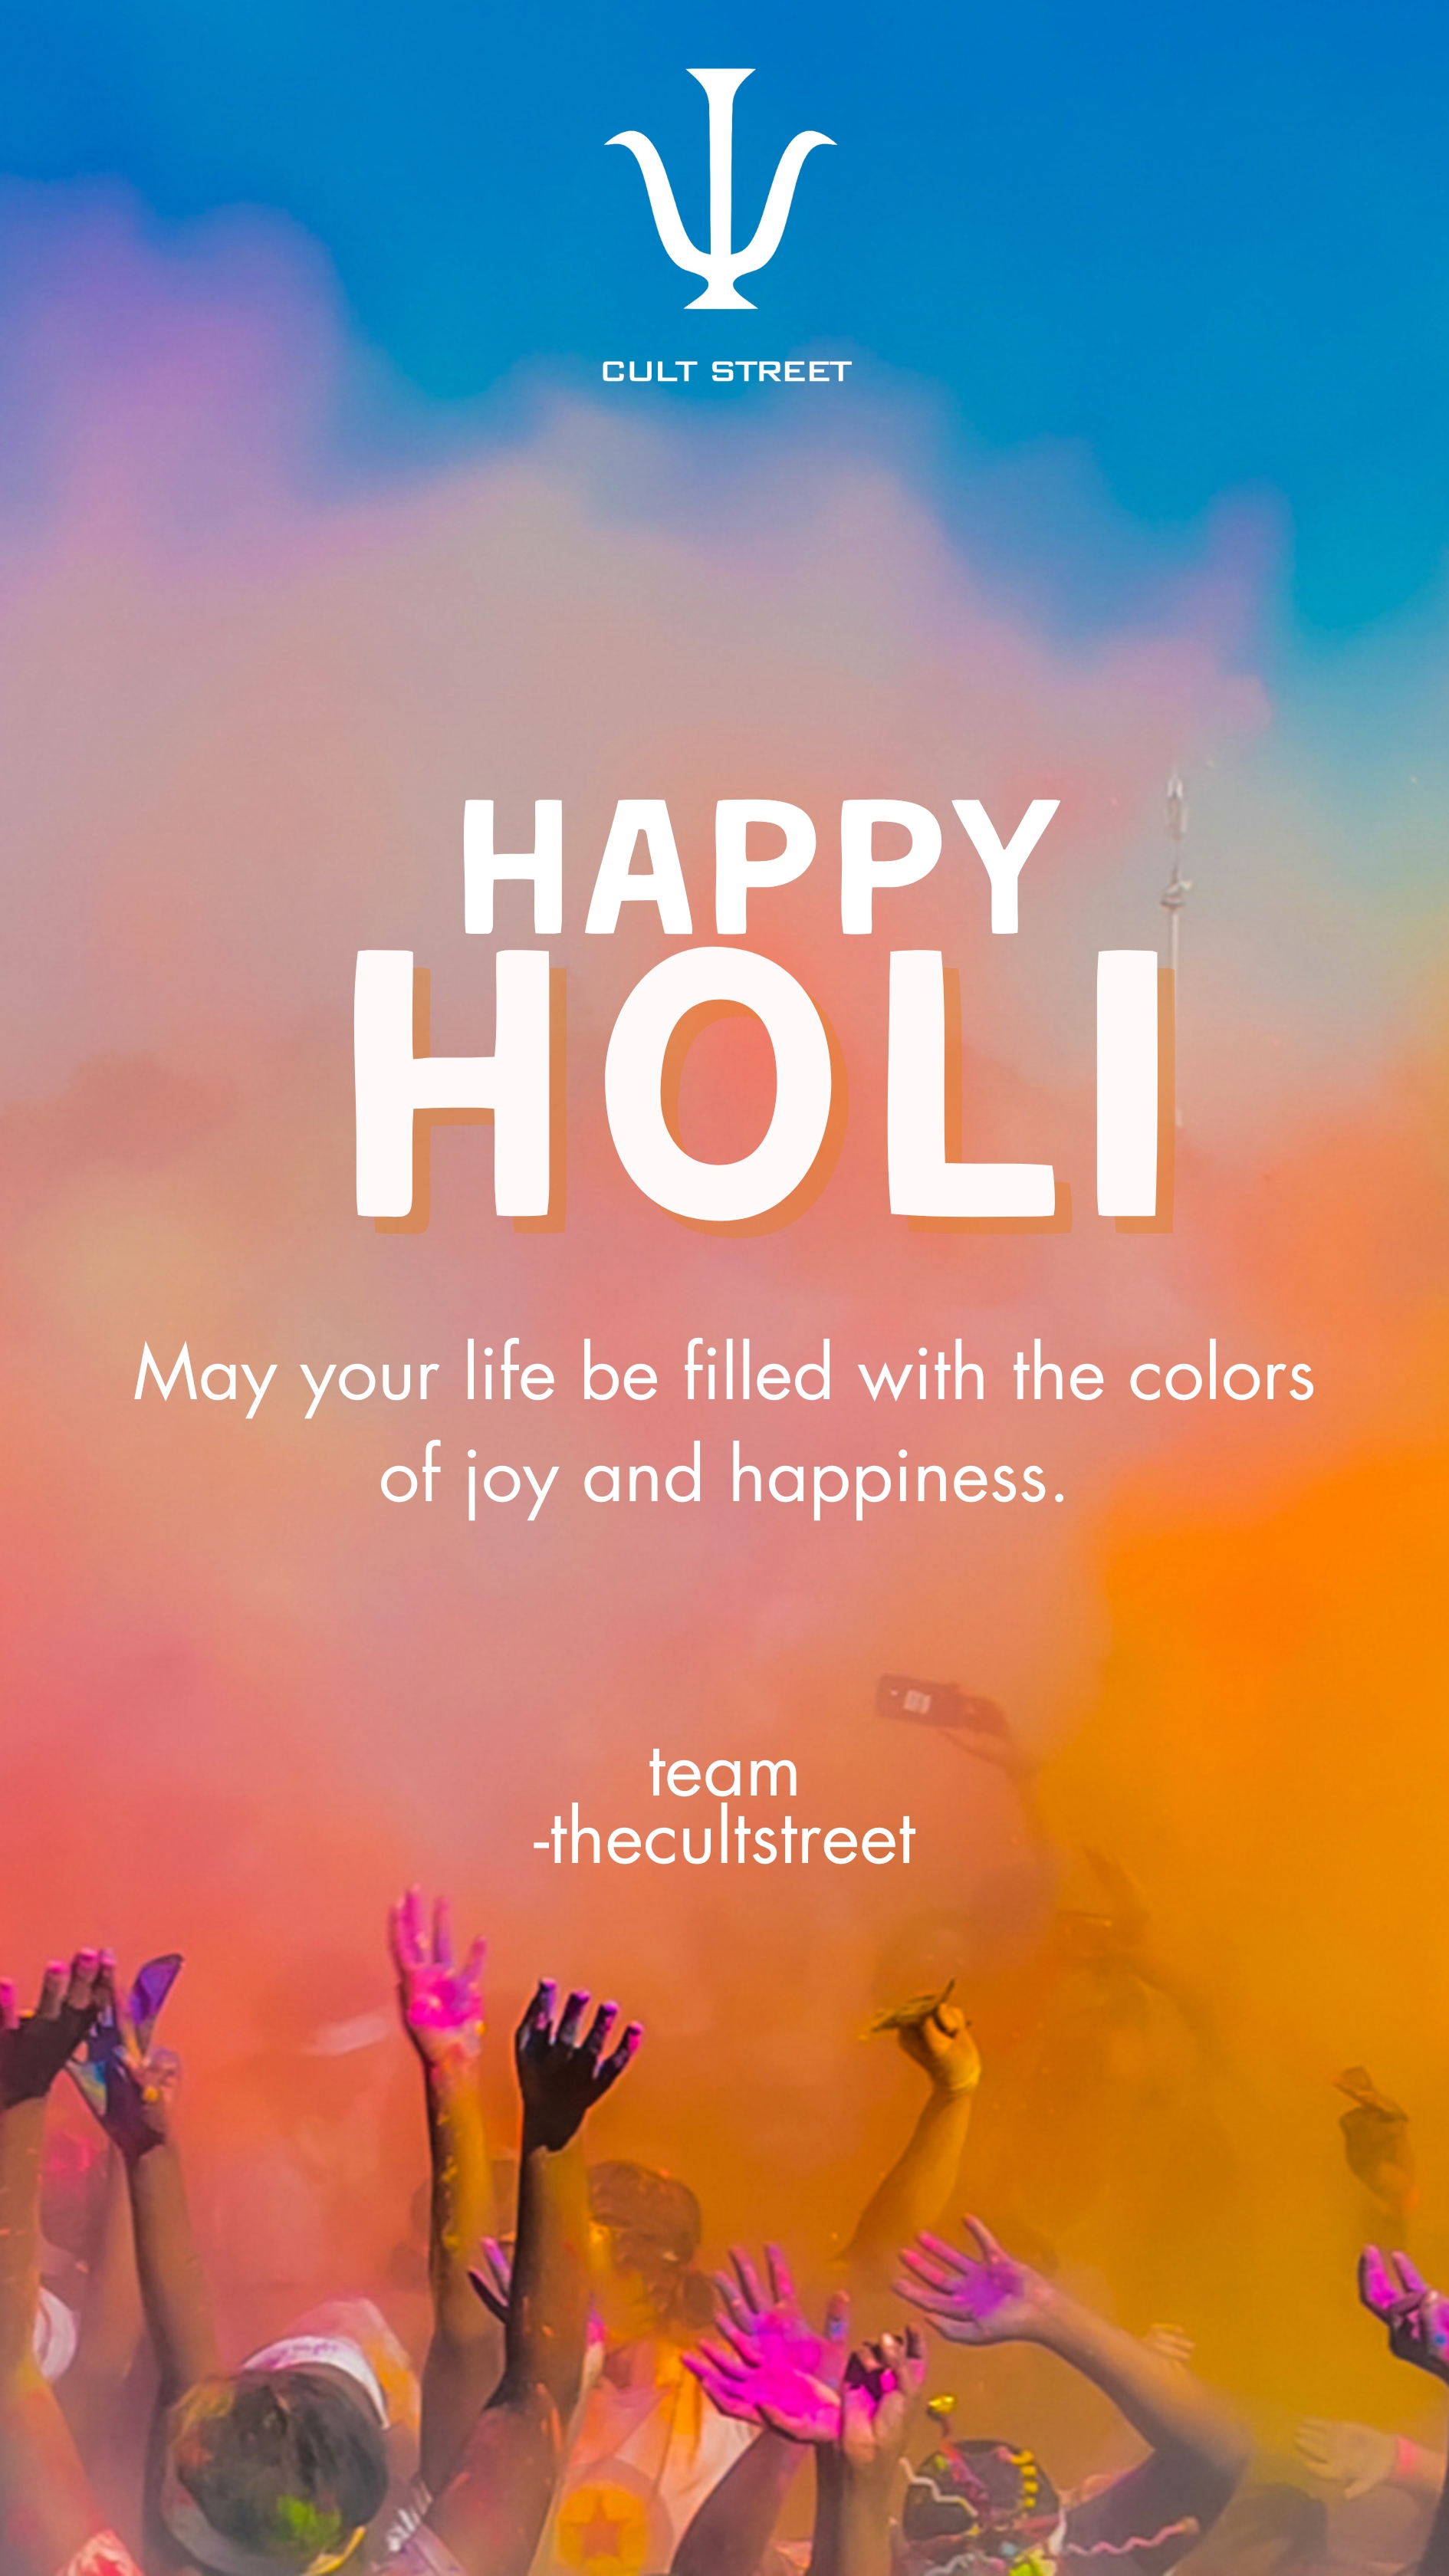 CULT STREET
HAPPY
HOLI
May your life be filled with the colors
of joy and happiness.
team
-thecultstreet